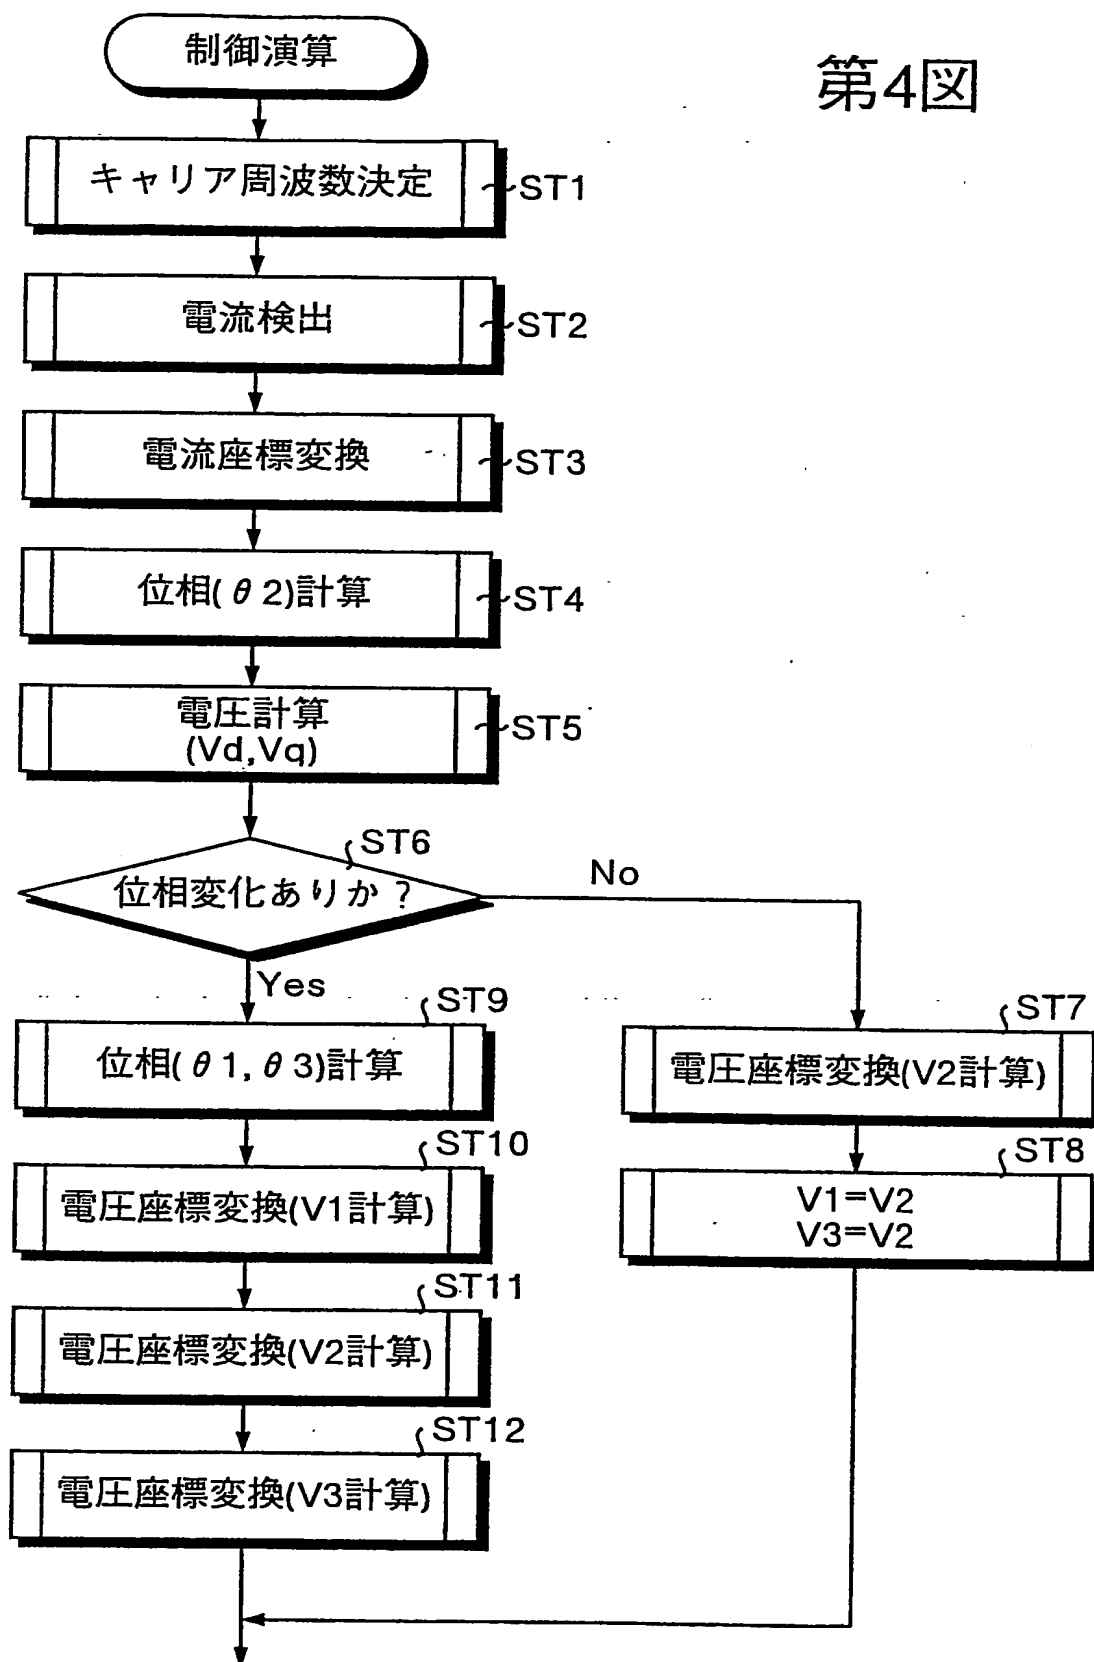 第4図
制御演算
キャリア周波数決定
ST1
電流検出
ST2
電流座標変換
ST3
位相(θ2)計算
ST4
電圧計算
(Vd,Vq)
ST5
ST6
位相変化ありか?
No
Yes
ST9
位相(θ1,θ3)計算
ST10
電圧座標変換(V1計算)
ST11
電圧座標変換(V2計算)
ST12
電圧座標変換(V3計算)
ST7
電圧座標変換(V2計算)
ST8
V1=V2
V3=V2